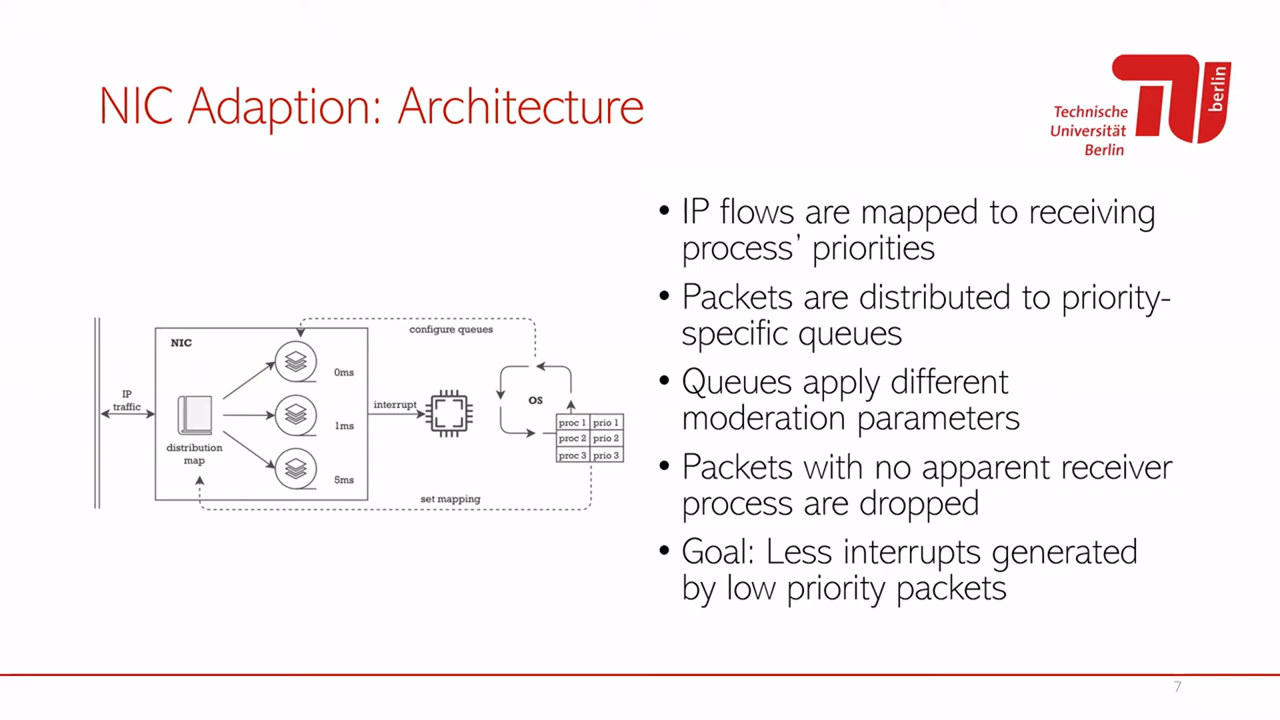 NIC Adaption: Architecture
Technische
Universität
Berlin
berlin
• IP flows are mapped to receiving
process’ priorities
• Packets are distributed to priority-
specific queues
• Queues apply different
moderation parameters
• Packets with no apparent receiver
process are dropped
• Goal: Less interrupts generated
by low priority packets
configure queues
NIC
0ms
IP
traffic
interrupt
OS
1ms
proc 1 prio 1
proc 2 prio 2
proc 3 prio 3
distribution
map
5ms
set mapping
7